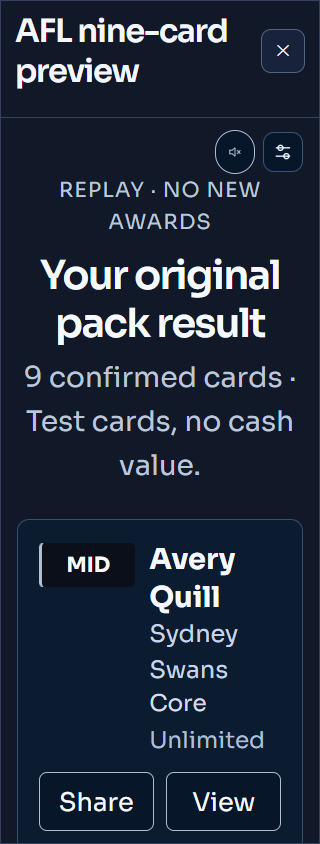 AFL nine-card
preview
REPLAY · NO NEW
AWARDS
Your original
pack result
9 confirmed cards ·
Test cards, no cash
value.
MID
Avery
Quill
Sydney
Swans
Core
Unlimited
Share
View